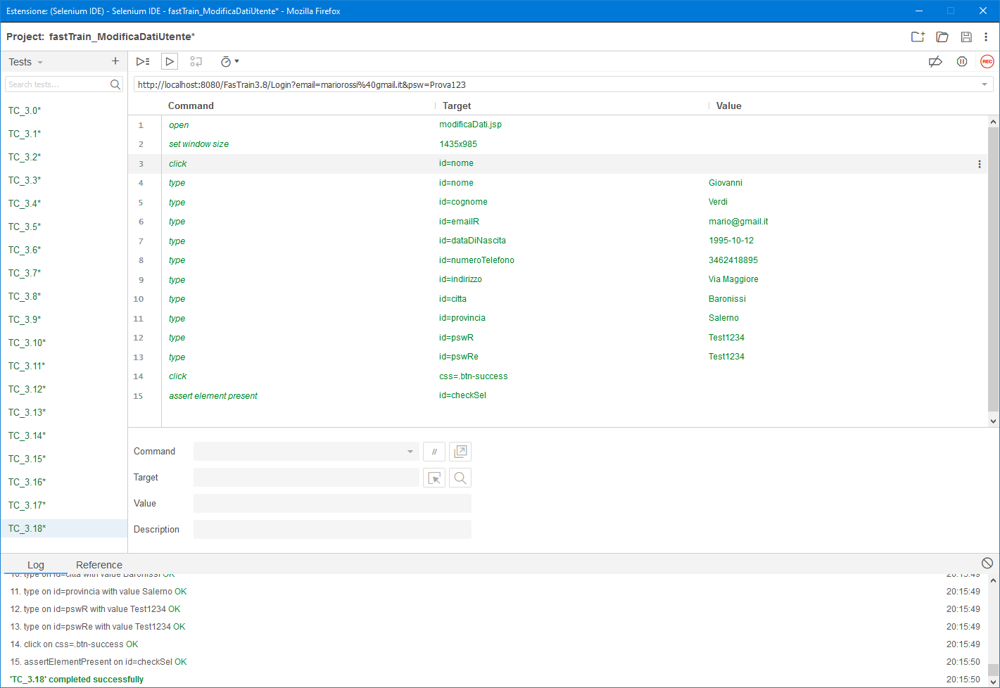 Estensione: (Selenium IDE) - Selenium IDE - fastTrain_ModificaDatiUtente* - Mozilla Firefox
Project: fastTrain_ModificaDatiUtente*
Tests
REC
Search tests...
http://localhost:8080/FasTrain3.8/Login?email=mariorossi%40gmail.it&psw=Prova123
Command Target Value
TC_3.0*
TC_3.1*
TC_3.2*
TC_3.3*
TC_3.4*
TC_3.5*
TC_3.6*
TC_3.7*
TC_3.8*
TC_3.9*
TC_3.10*
TC_3.11*
TC_3.12*
TC_3.13*
TC_3.14*
TC_3.15*
TC_3.16*
TC_3.17*
TC_3.18*
1 open modificaDati.jsp
2 set window size 1435x985
3 click id=nome
4 type id=nome Giovanni
5 type id=cognome Verdi
6 type id=emailR mario@gmail.it
7 type id=dataDiNascita 1995-10-12
8 type id=numeroTelefono 3462418895
9 type id=indirizzo Via Maggiore
10 type id=citta Baronissi
11 type id=provincia Salerno
12 type id=pswR Test1234
13 type id=pswRe Test1234
14 click css=.btn-success
15 assert element present id=checkSel
Command //
Target
Value
Description
Log Reference
10. type on id=citta with value Baronissi OK 20:15:49
11. type on id=provincia with value Salerno OK 20:15:49
12. type on id=pswR with value Test1234 OK 20:15:49
13. type on id=pswRe with value Test1234 OK 20:15:49
14. click on css=.btn-success OK 20:15:49
15. assertElementPresent on id=checkSel OK 20:15:50
'TC_3.18' completed successfully 20:15:50